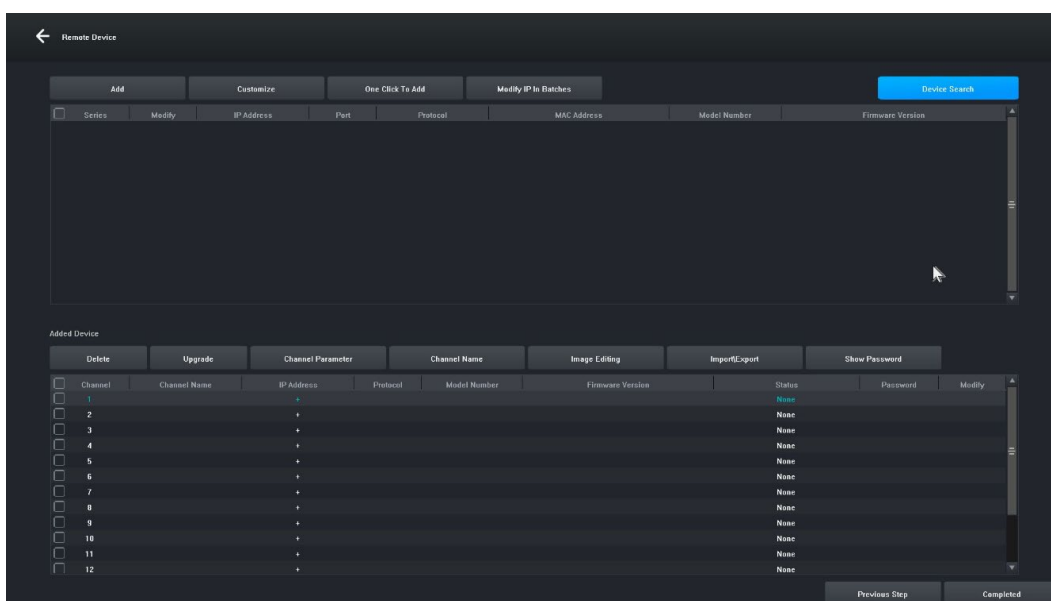 Remote Device
Add Customize One Click To Add Modify IP In Batches Device Search
Series Modify IP Address Port Protocal MAC Address Model Number Firmware Version
Added Device
Delete Upgrade Channel Parameter Channel Name Image Editing Import\Export Show Password
Channel Channel Name IP Address Protocol Model Number Firmware Version Status Password Modify
1 + None
2 + None
3 + None
4 + None
5 + None
6 + None
7 + None
8 + None
9 + None
10 + None
11 + None
12 + None
Previous Step Completed